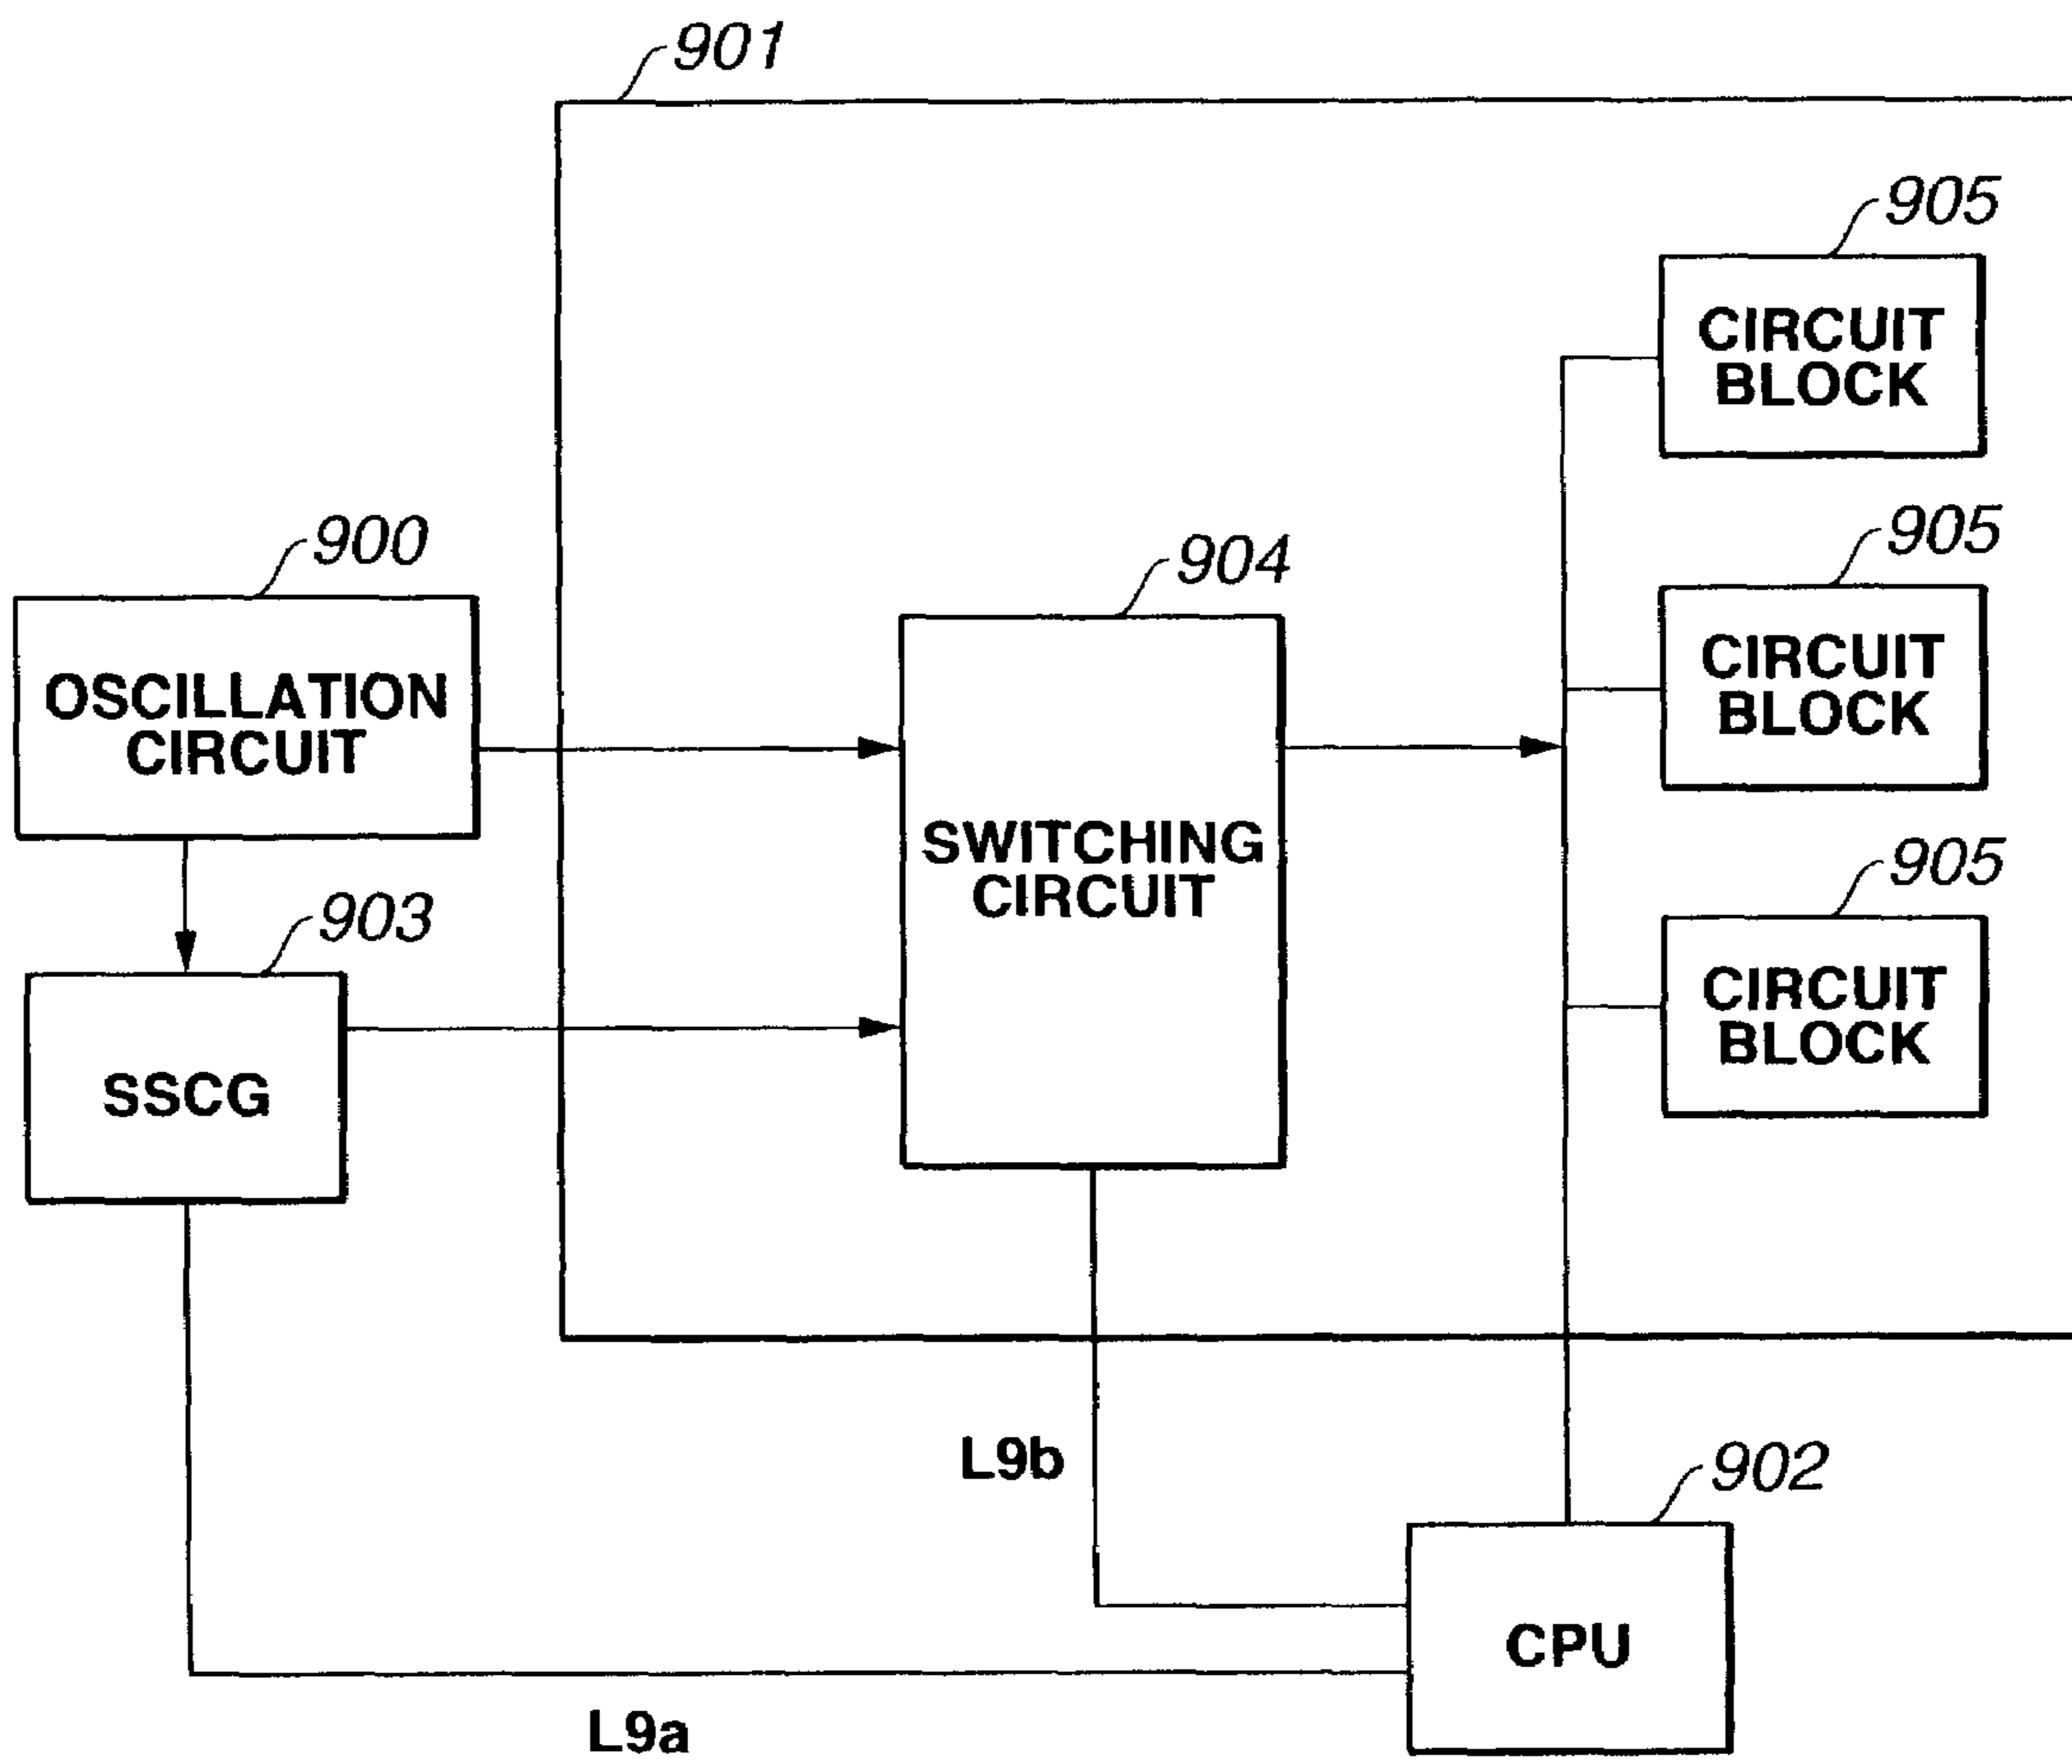 901
905
CIRCUIT
BLOCK
900
904
905
OSCILLATION
CIRCUIT
CIRCUIT
BLOCK
SWITCHING
CIRCUIT
903
905
SSCG
CIRCUIT
BLOCK
L9b
902
CPU
L9a